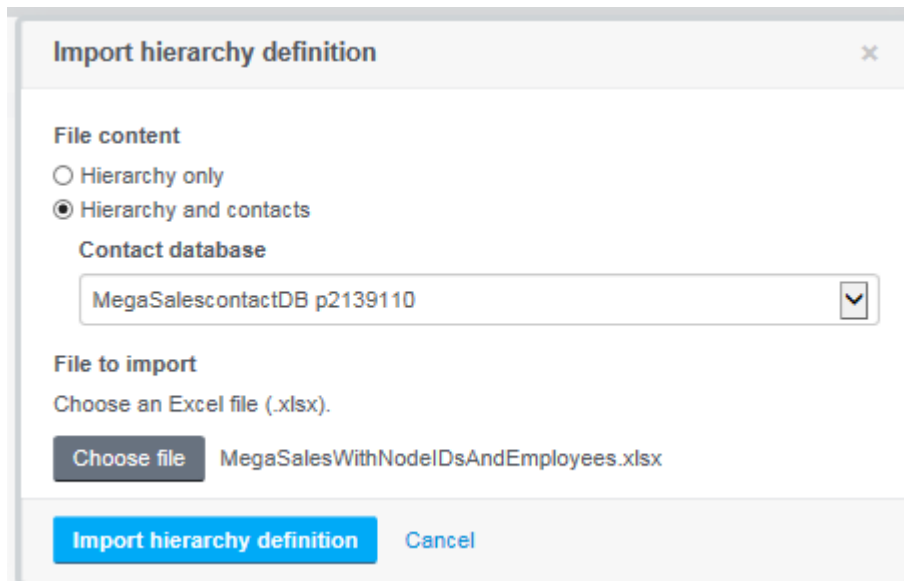 Import hierarchy definition
File content
Hierarchy only
Hierarchy and contacts
Contact database
MegaSalescontactDB p2139110
File to import
Choose an Excel file (.xlsx).
Choose file MegaSalesWithNodeIDsAndEmployees.xlsx
Import hierarchy definition Cancel